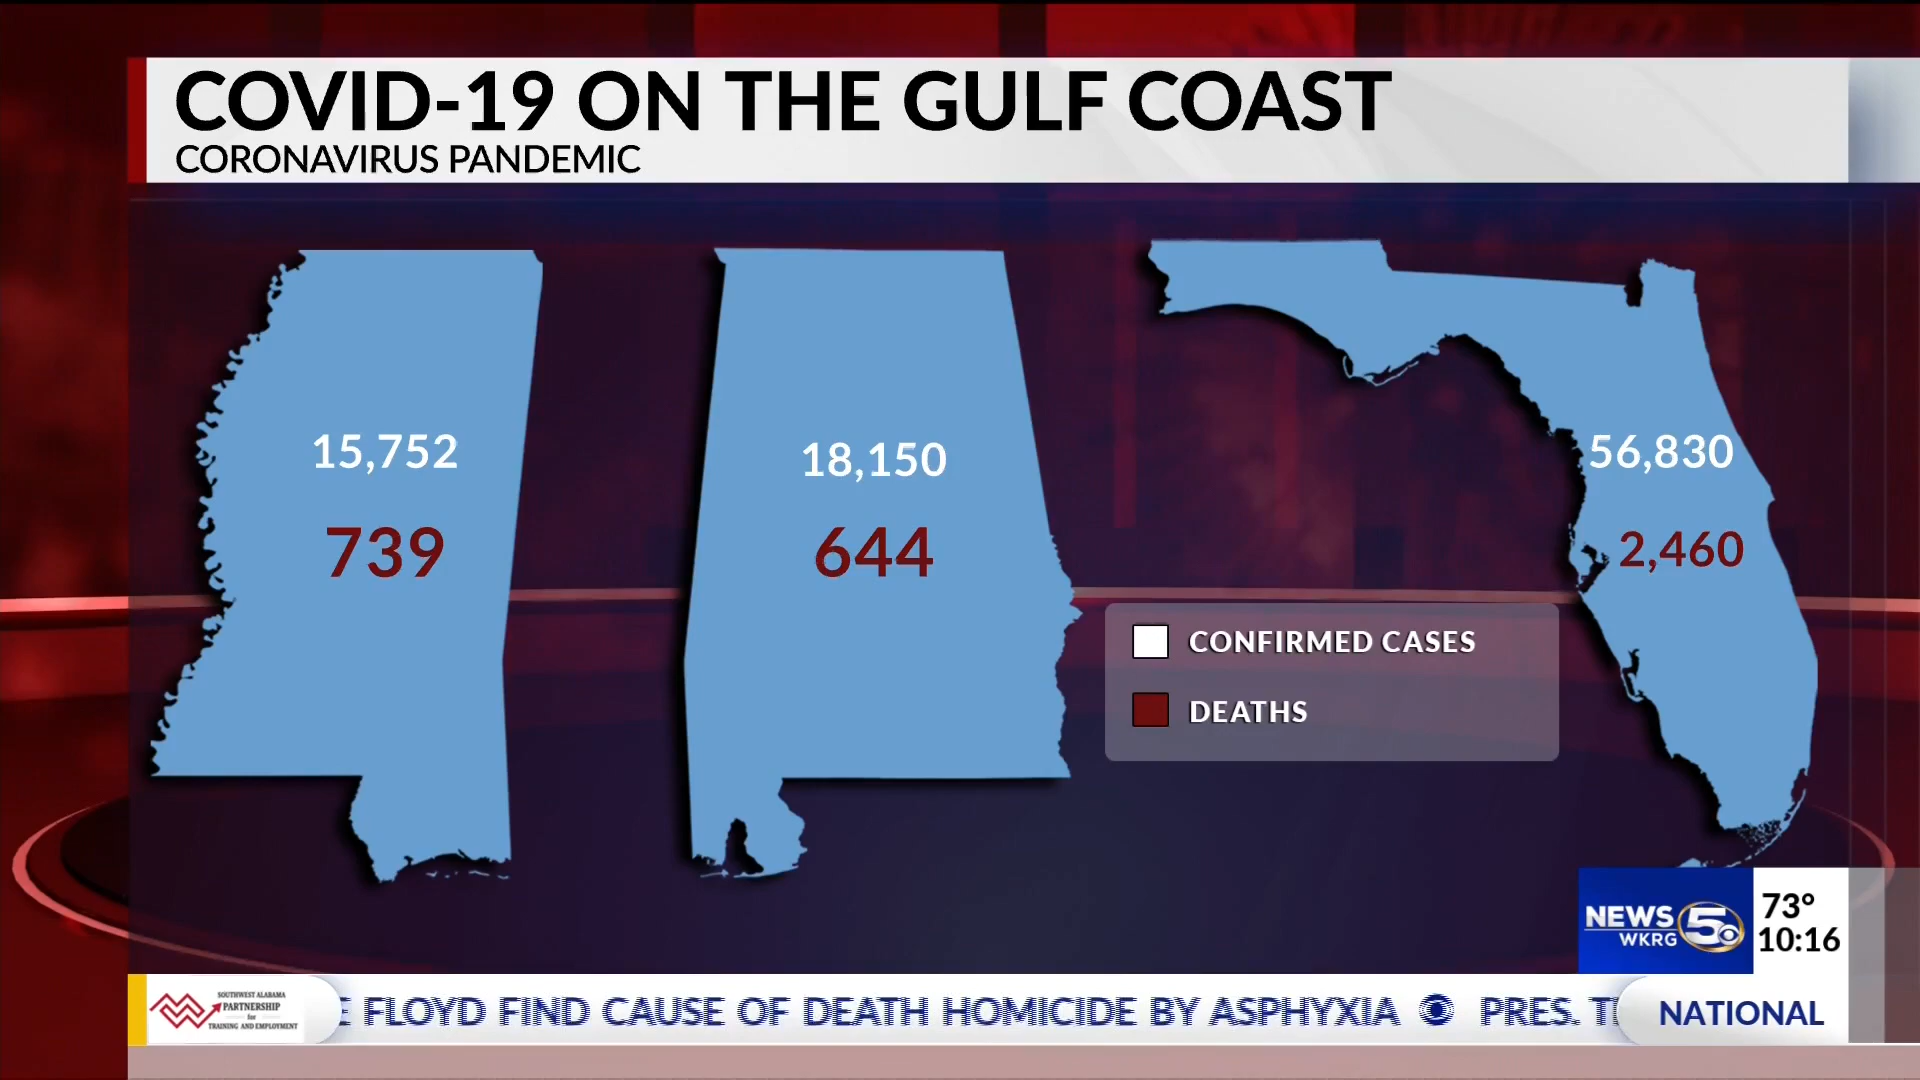 COVID-19 ON THE GULF COAST
CORONAVIRUS PANDEMIC
15,752
739
18,150
644
56,830
2,460
CONFIRMED CASES
DEATHS
NEWS 5
WKRG
73°
10:16
SOUTHWEST ALABAMA
PARTNERSHIP
for
TRAINING AND EMPLOYMENT
E FLOYD FIND CAUSE OF DEATH HOMICIDE BY ASPHYXIA PRES. T
NATIONAL